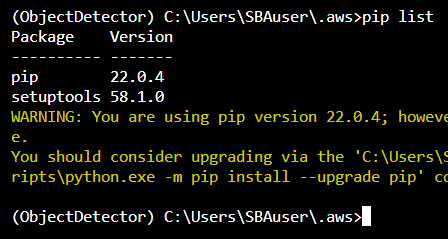 (ObjectDetector) C:\Users\SBAuser\.aws>pip list
Package    Version
---------- -------
pip        22.0.4
setuptools 58.1.0
WARNING: You are using pip version 22.0.4; howeve
e.
You should consider upgrading via the 'C:\Users\S
ripts\python.exe -m pip install --upgrade pip' co
(ObjectDetector) C:\Users\SBAuser\.aws>